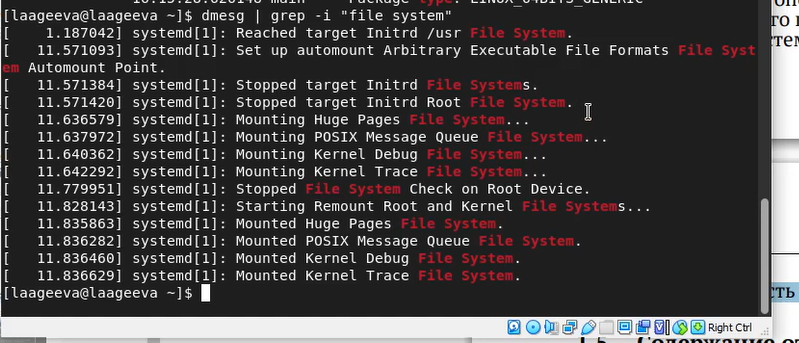 [laageeva@laageeva ~]$ dmesg | grep -i "file system"
[    1.187042] systemd[1]: Reached target Initrd /usr File System.
[   11.571093] systemd[1]: Set up automount Arbitrary Executable File Formats File Syst
em Automount Point.
[   11.571384] systemd[1]: Stopped target Initrd File Systems.
[   11.571420] systemd[1]: Stopped target Initrd Root File System.
[   11.636579] systemd[1]: Mounting Huge Pages File System...
[   11.637972] systemd[1]: Mounting POSIX Message Queue File System...
[   11.640362] systemd[1]: Mounting Kernel Debug File System...
[   11.642292] systemd[1]: Mounting Kernel Trace File System...
[   11.779951] systemd[1]: Stopped File System Check on Root Device.
[   11.828143] systemd[1]: Starting Remount Root and Kernel File Systems...
[   11.835863] systemd[1]: Mounted Huge Pages File System.
[   11.836282] systemd[1]: Mounted POSIX Message Queue File System.
[   11.836460] systemd[1]: Mounted Kernel Debug File System.
[   11.836629] systemd[1]: Mounted Kernel Trace File System.
[laageeva@laageeva ~]$
Right Ctrl